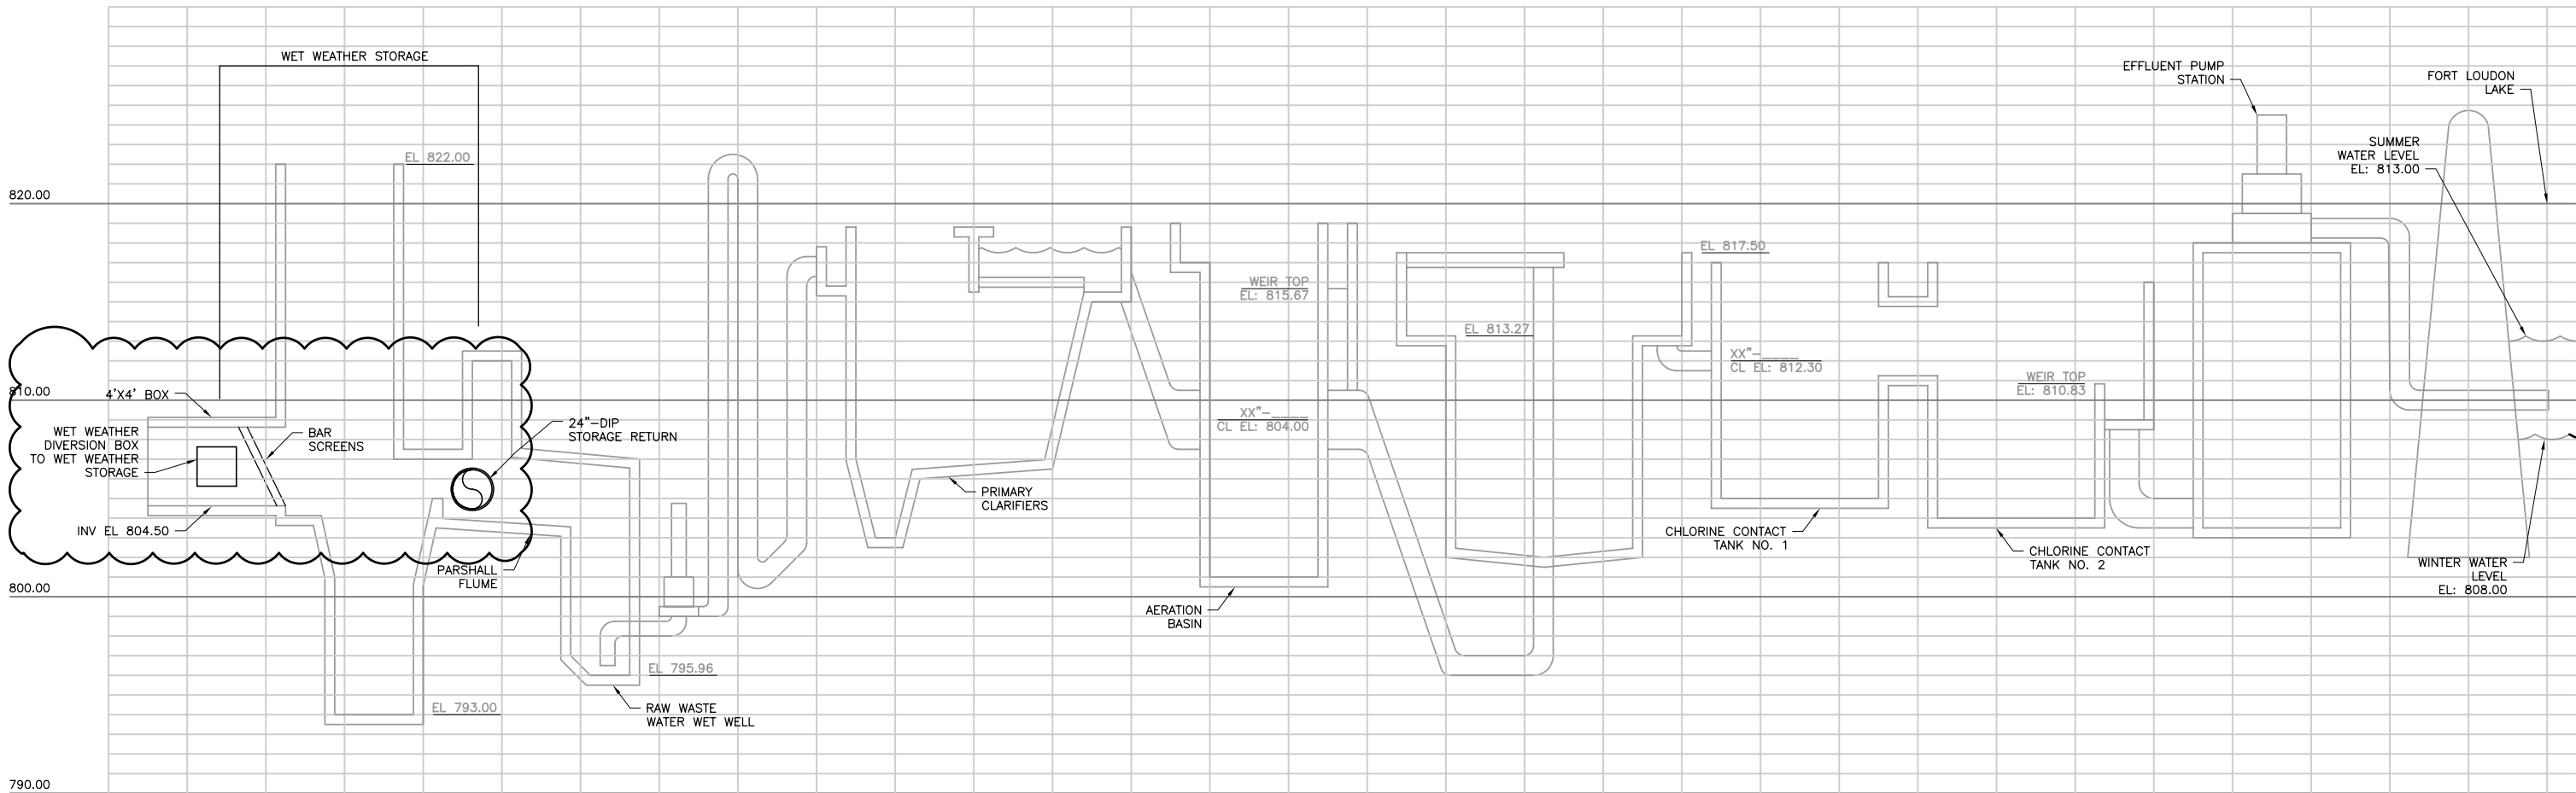 WET WEATHER STORAGE
EFFLUENT PUMP
STATION
FORT LOUDON
LAKE
SUMMER
WATER LEVEL
EL: 813.00
EL 822.00
820.00
EL 817.50
WEIR TOP
EL: 815.67
EL 813.27
XX"-____
CL EL: 812.30
WEIR TOP
EL: 810.83
810.00
4'X4' BOX
XX"-____
CL EL: 804.00
WET WEATHER
DIVERSION BOX
TO WET WEATHER
STORAGE
BAR
SCREENS
24"-DIP
STORAGE RETURN
PRIMARY
CLARIFIERS
INV EL 804.50
CHLORINE CONTACT
TANK NO. 1
CHLORINE CONTACT
TANK NO. 2
PARSHALL
FLUME
WINTER WATER
LEVEL
EL: 808.00
800.00
AERATION
BASIN
EL 795.96
EL 793.00
RAW WASTE
WATER WET WELL
790.00